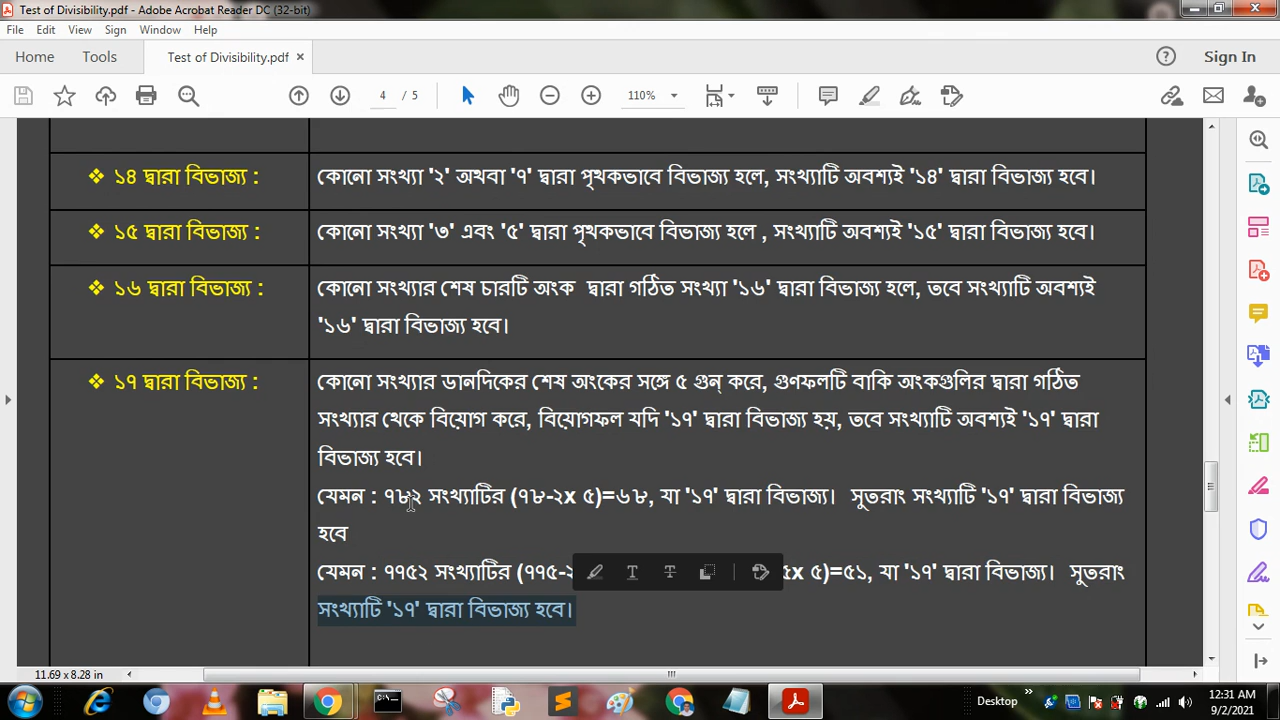 Test of Divisibility.pdf - Adobe Acrobat Reader DC (32-bit)
File Edit View Sign Window Help
Home Tools Test of Divisibility.pdf × Sign In
4 / 5 110%
❖ ১৪ দ্বারা বিভাজ্য : কোনো সংখ্যা '২' অথবা '৭' দ্বারা পৃথকভাবে বিভাজ্য হলে, সংখ্যাটি অবশ্যই '১৪' দ্বারা বিভাজ্য হবে।
❖ ১৫ দ্বারা বিভাজ্য : কোনো সংখ্যা '৩' এবং '৫' দ্বারা পৃথকভাবে বিভাজ্য হলে , সংখ্যাটি অবশ্যই '১৫' দ্বারা বিভাজ্য হবে।
❖ ১৬ দ্বারা বিভাজ্য : কোনো সংখ্যার শেষ চারটি অংক দ্বারা গঠিত সংখ্যা '১৬' দ্বারা বিভাজ্য হলে, তবে সংখ্যাটি অবশ্যই
'১৬' দ্বারা বিভাজ্য হবে।
❖ ১৭ দ্বারা বিভাজ্য : কোনো সংখ্যার ডানদিকের শেষ অংকের সঙ্গে ৫ গুন্ করে, গুণফলটি বাকি অংকগুলির দ্বারা গঠিত
সংখ্যার থেকে বিয়োগ করে, বিয়োগফল যদি '১৭' দ্বারা বিভাজ্য হয়, তবে সংখ্যাটি অবশ্যই '১৭' দ্বারা
বিভাজ্য হবে।
যেমন : ৭৮২ সংখ্যাটির (৭৮-২x ৫)=৬৮, যা '১৭' দ্বারা বিভাজ্য। সুতরাং সংখ্যাটি '১৭' দ্বারা বিভাজ্য
হবে
যেমন : ৭৭৫২ সংখ্যাটির (৭৭৫-২ ৫x ৫)=৫১, যা '১৭' দ্বারা বিভাজ্য। সুতরাং
সংখ্যাটি '১৭' দ্বারা বিভাজ্য হবে।
11.69 x 8.28 in
Desktop 12:31 AM
9/2/2021